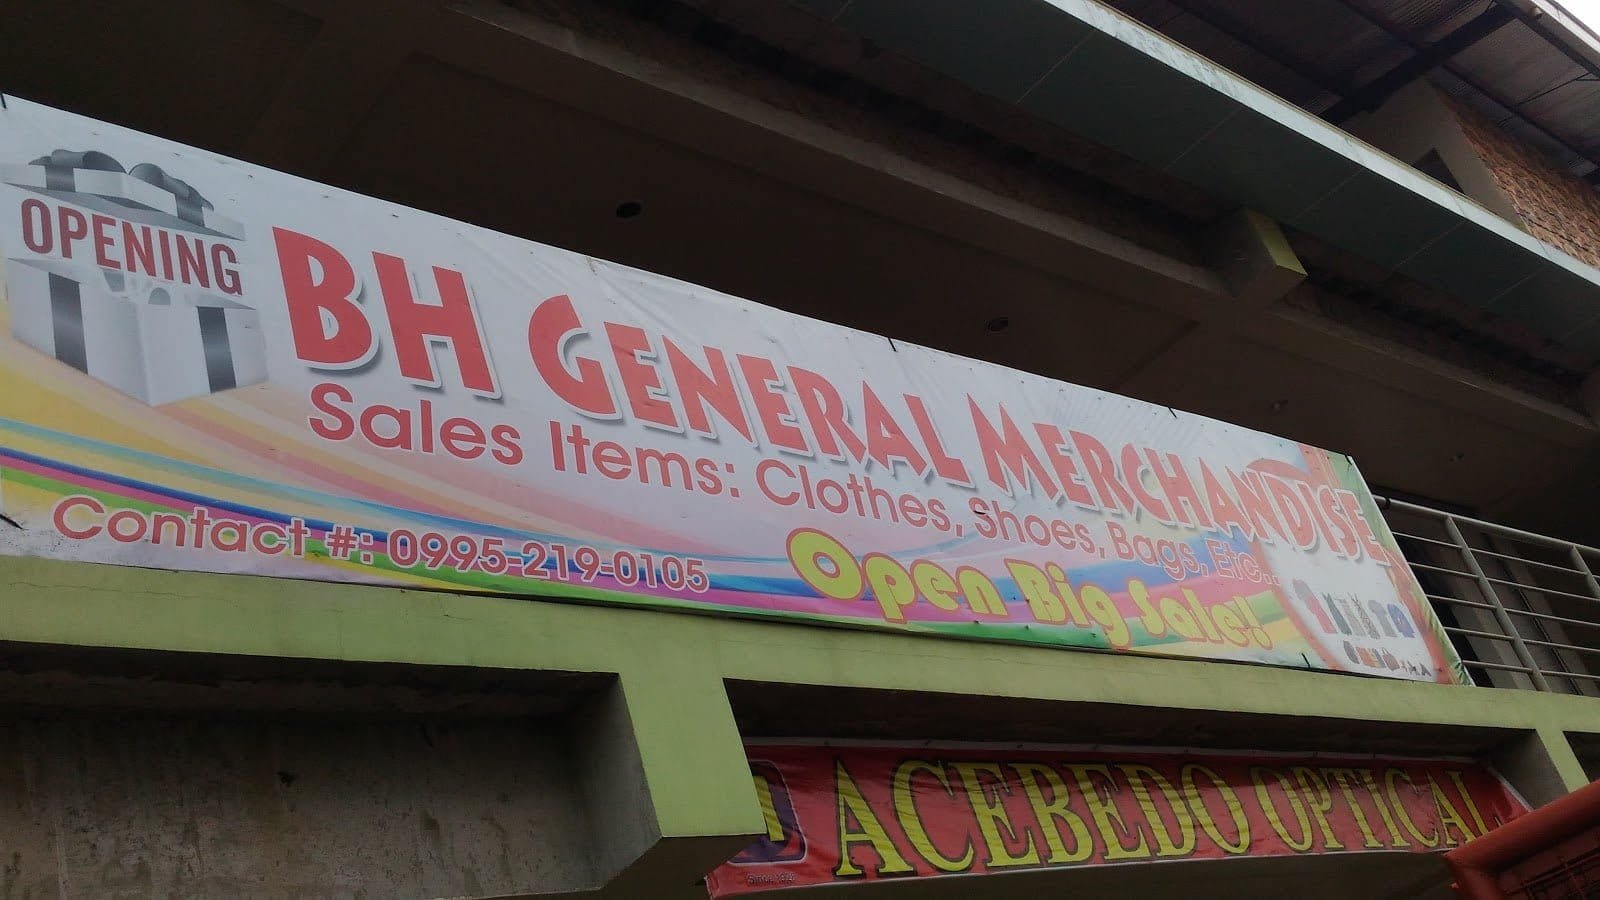 OPENING
BH GENERAL MERCHANDISE
Sales Items: Clothes, Shoes, Bags, Etc..
Contact #: 0995-219-0105
Open Big Sale!
ACEBEDO OPTICAL